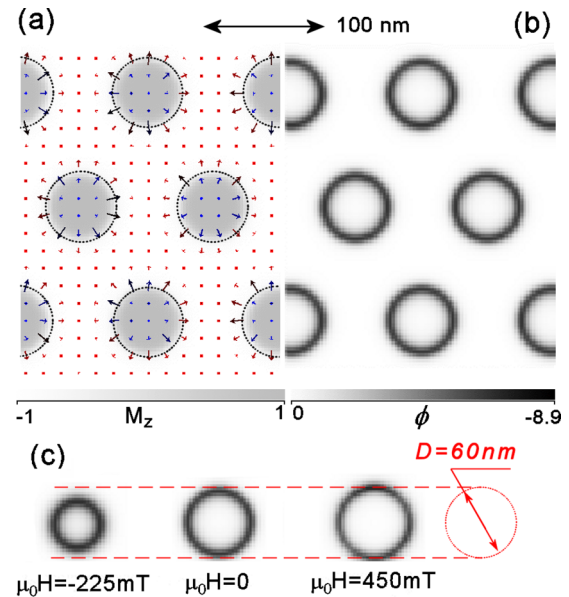 (a) 100 nm (b)
-1 M_z 1 0 ϕ -8.9
(c) D=60nm
μ₀H=-225mT μ₀H=0 μ₀H=450mT